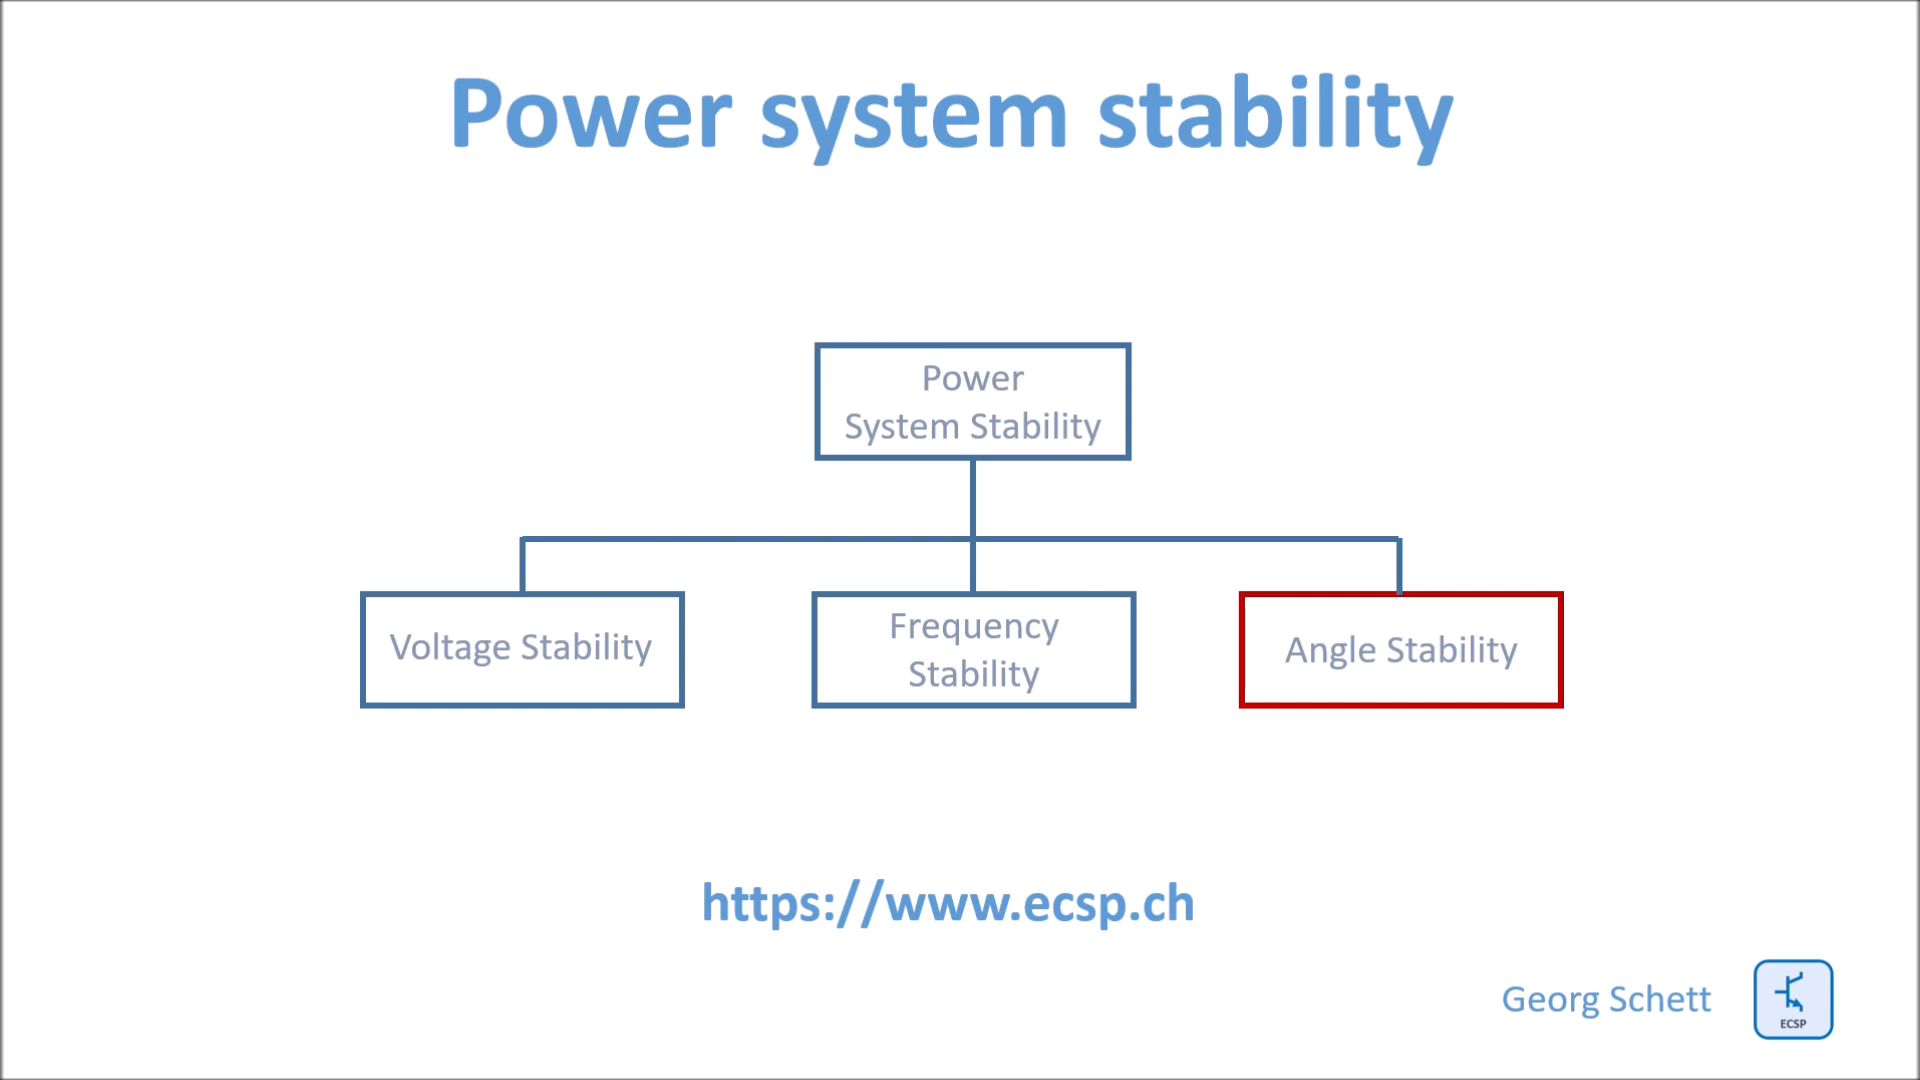 Power system stability
Power
System Stability
Voltage Stability
Frequency
Stability
Angle Stability
https://www.ecsp.ch
Georg Schett
ECSP